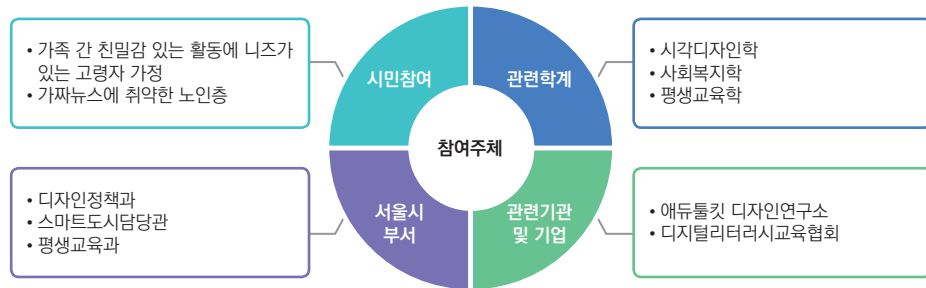 • 가족 간 친밀감 있는 활동에 니즈가
있는 고령자 가정
• 가짜뉴스에 취약한 노인층
시민참여
관련학계
• 시각디자인학
• 사회복지학
• 평생교육학
참여주체
• 디자인정책과
• 스마트도시담당관
• 평생교육과
서울시
부서
관련기관
및 기업
• 애듀툴킷 디자인연구소
• 디지털리터러시교육협회